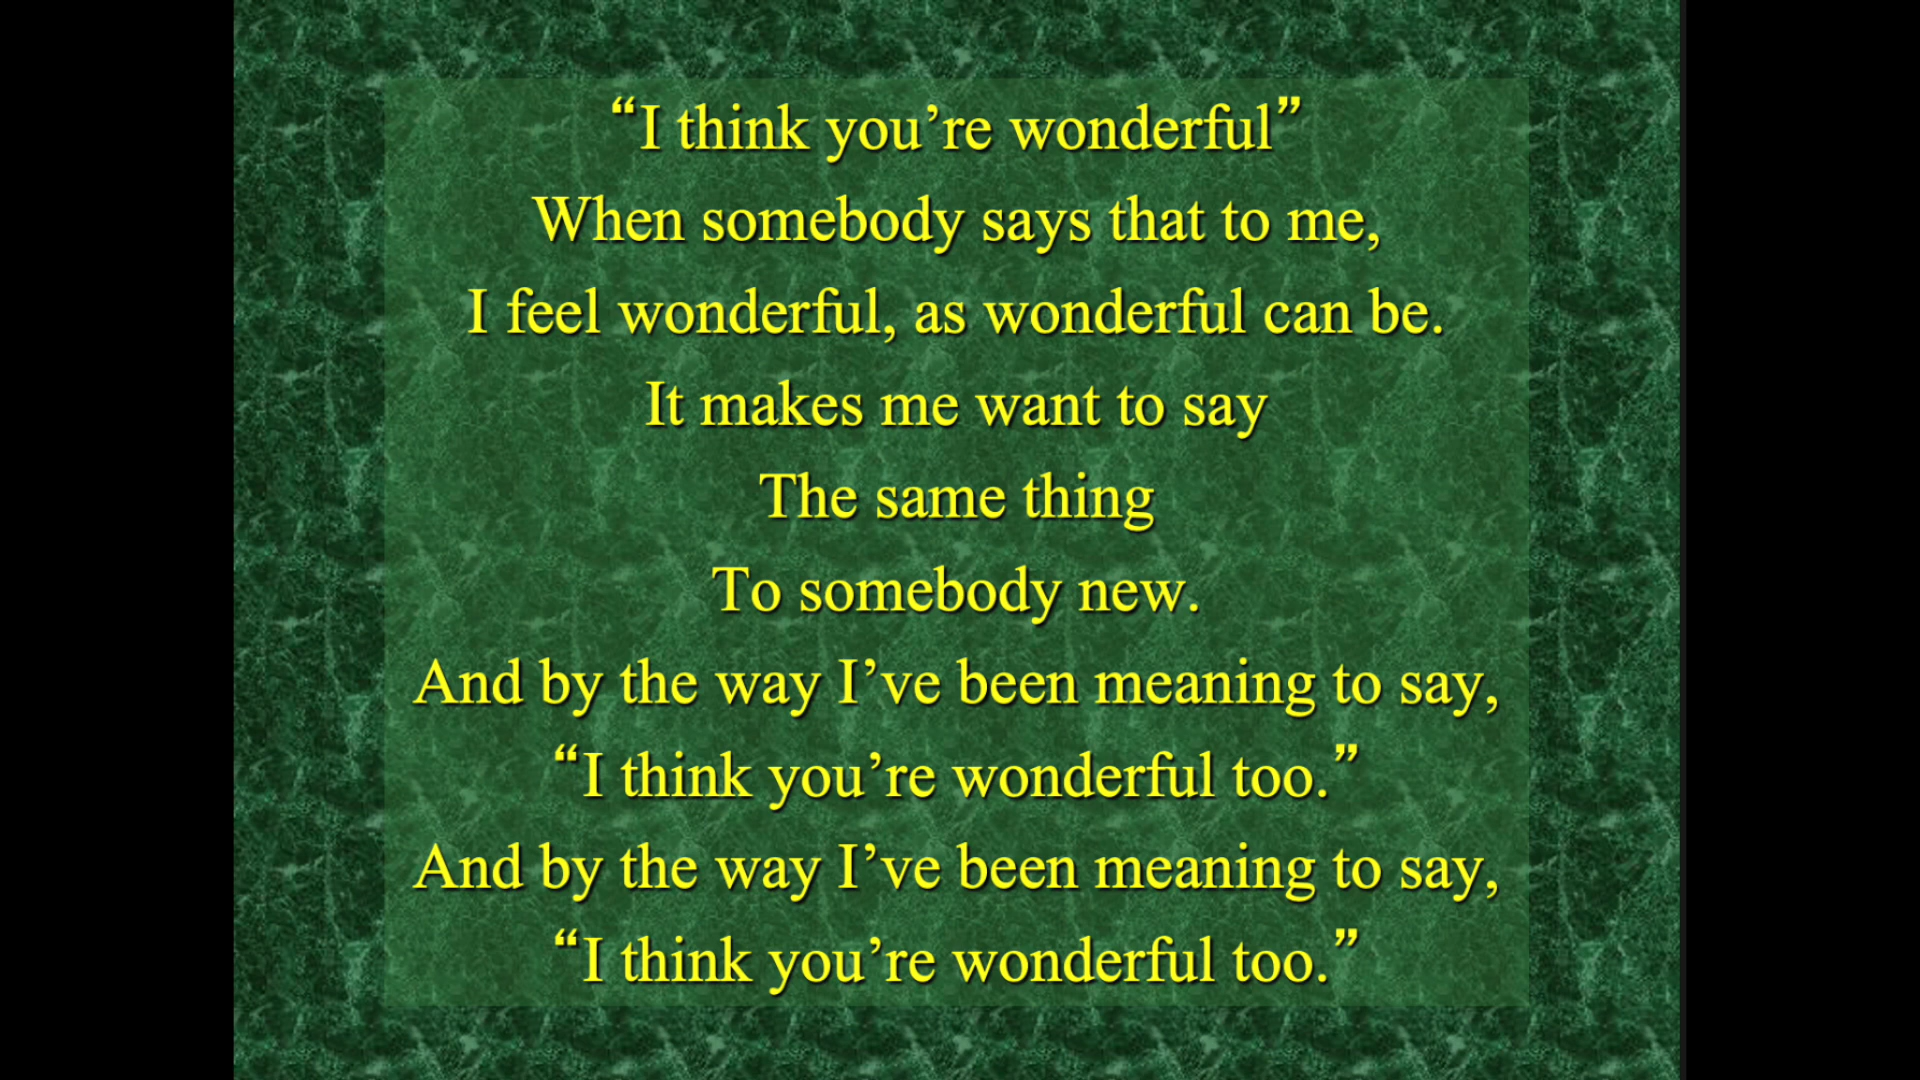 “I think you’re wonderful”
When somebody says that to me,
I feel wonderful, as wonderful can be.
It makes me want to say
The same thing
To somebody new.
And by the way I’ve been meaning to say,
“I think you’re wonderful too.”
And by the way I’ve been meaning to say,
“I think you’re wonderful too.”